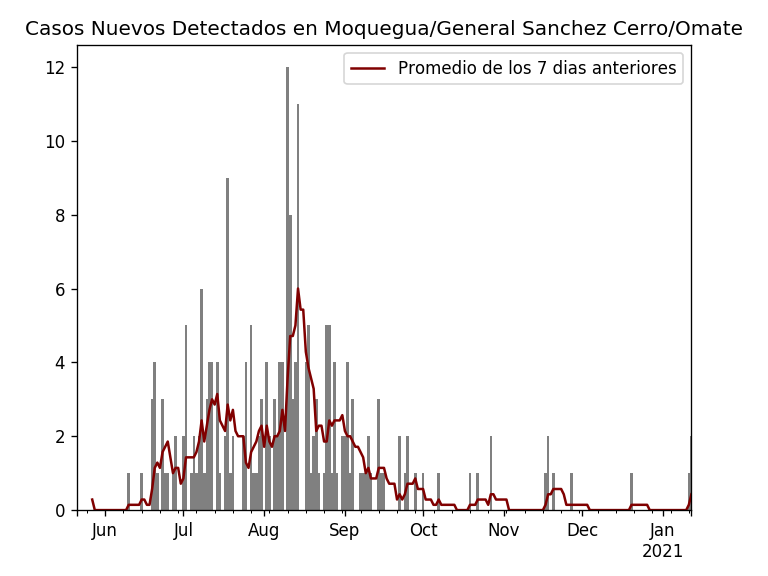 Casos Nuevos Detectados en Moquegua/General Sanchez Cerro/Omate
Promedio de los 7 dias anteriores
12
10
8
6
4
2
0
Jun Jul Aug Sep Oct Nov Dec Jan
2021